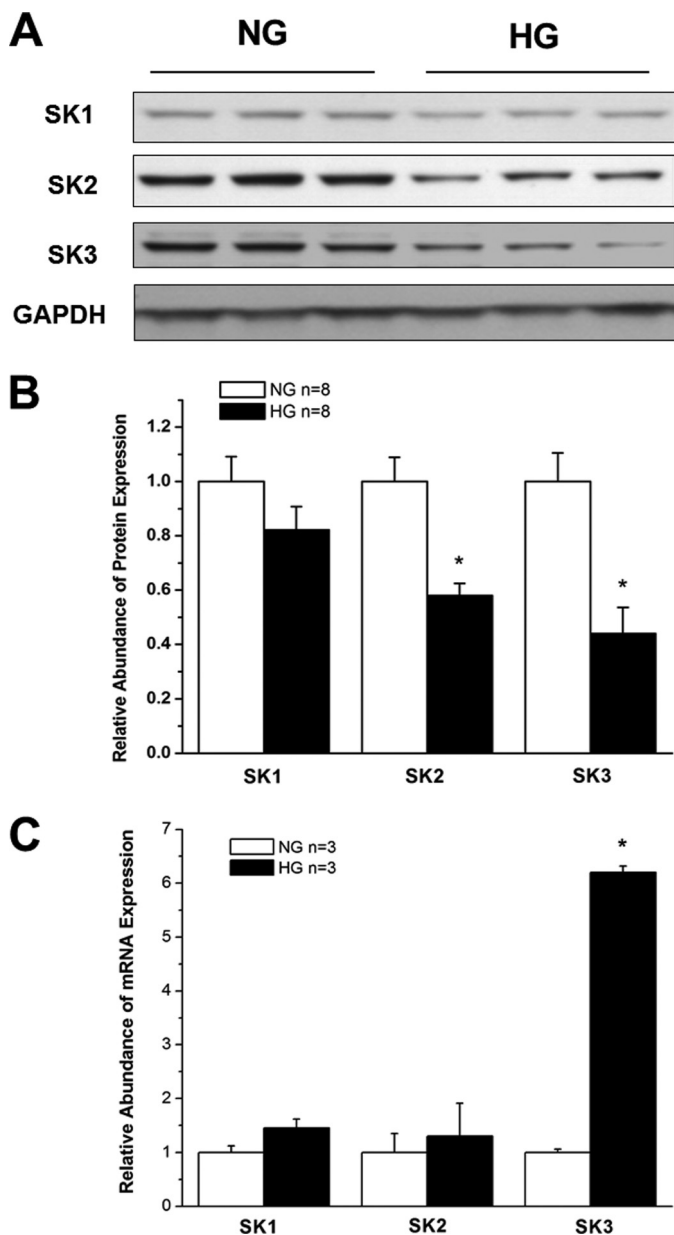 A
NG HG
SK1
SK2
SK3
GAPDH
B
NG n=8
HG n=8
Relative Abundance of Protein Expression
1.2
1.0
0.8
0.6
0.4
0.2
0.0
*
*
SK1 SK2 SK3
C
NG n=3
HG n=3
Relative Abundance of mRNA Expression
7
6
5
4
3
2
1
0
*
SK1 SK2 SK3